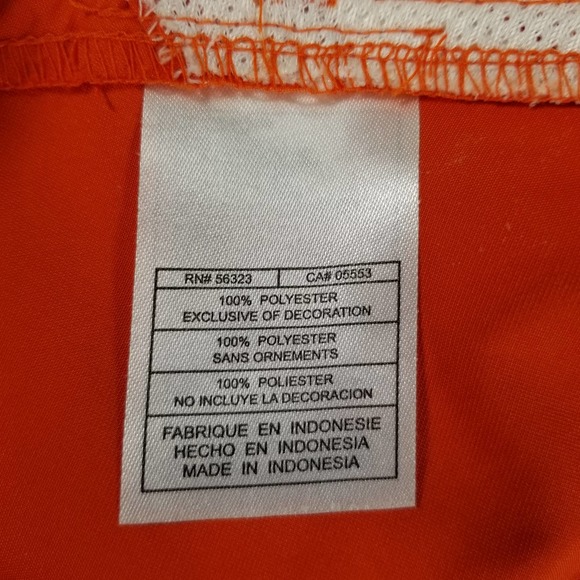 RN# 56323 CA# 05553
100% POLYESTER
EXCLUSIVE OF DECORATION
100% POLYESTER
SANS ORNEMENTS
100% POLIESTER
NO INCLUYE LA DECORACION
FABRIQUE EN INDONESIE
HECHO EN INDONESIA
MADE IN INDONESIA